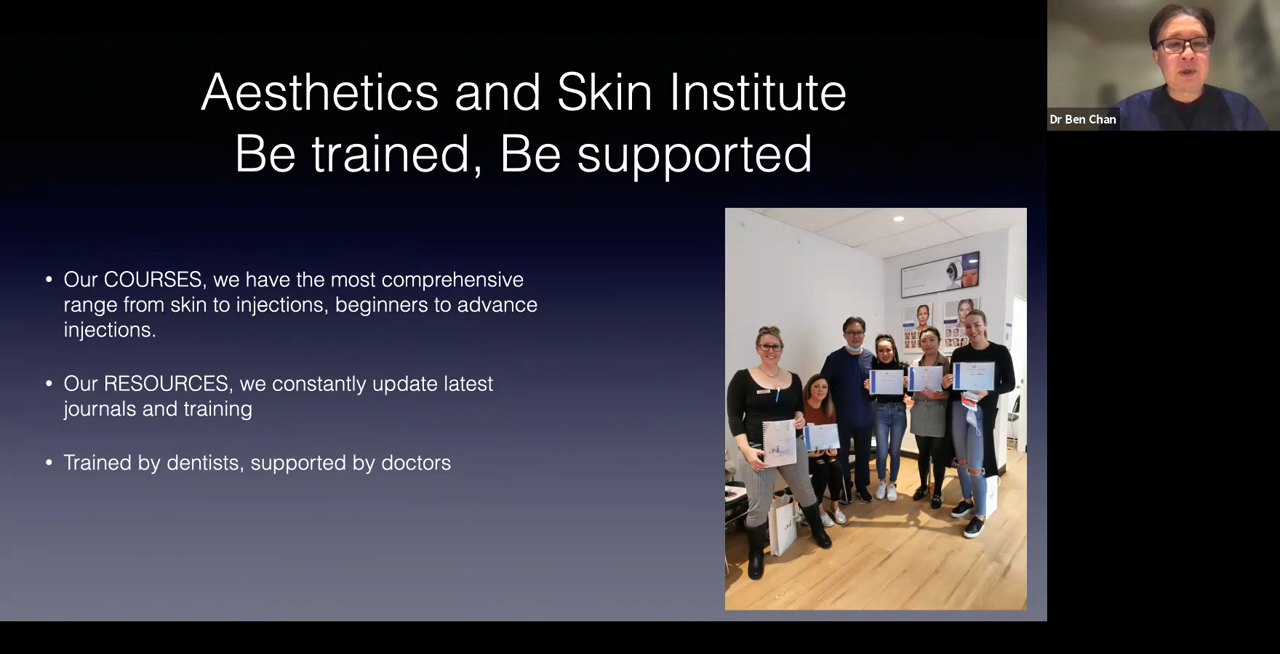 Aesthetics and Skin Institute
Be trained, Be supported
• Our COURSES, we have the most comprehensive
range from skin to injections, beginners to advance
injections.
• Our RESOURCES, we constantly update latest
journals and training
• Trained by dentists, supported by doctors
Dr Ben Chan